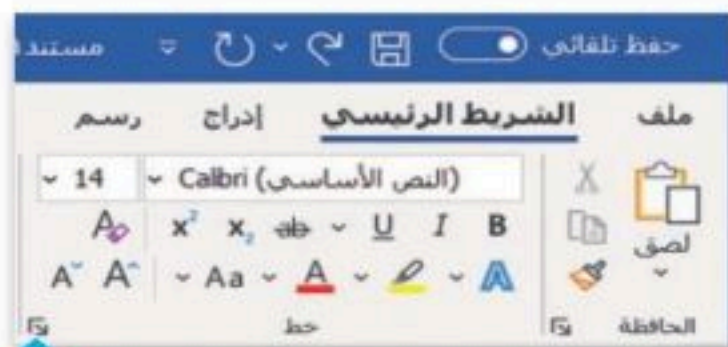 حفظ تلقائي مستند
ملف الشريط الرئيسي إدراج رسم
لصق
Calibri (النص الأساسي) 14
B I U ab x₂ x² A
A A Aa A A
الحافظة خط